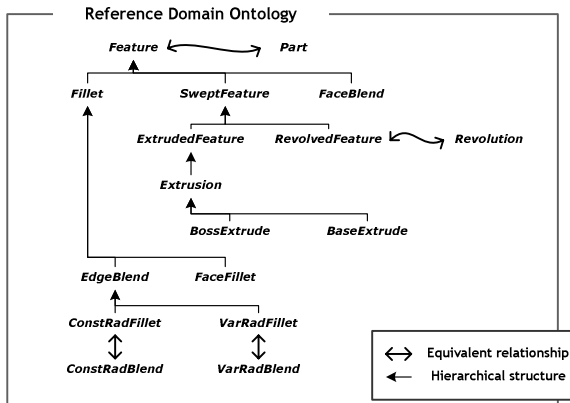 Reference Domain Ontology
Feature Part
Fillet SweptFeature FaceBlend
ExtrudedFeature RevolvedFeature Revolution
Extrusion
BossExtrude BaseExtrude
EdgeBlend FaceFillet
ConstRadFillet VarRadFillet
ConstRadBlend VarRadBlend
Equivalent relationship
Hierarchical structure